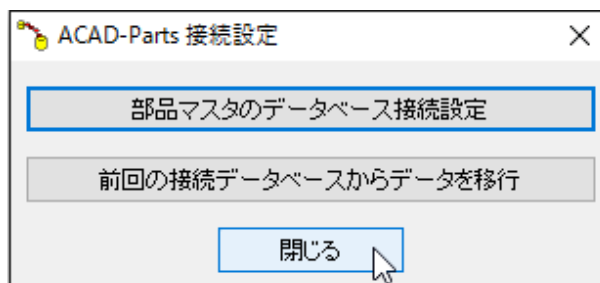 ACAD-Parts 接続設定
部品マスタのデータベース接続設定
前回の接続データベースからデータを移行
閉じる